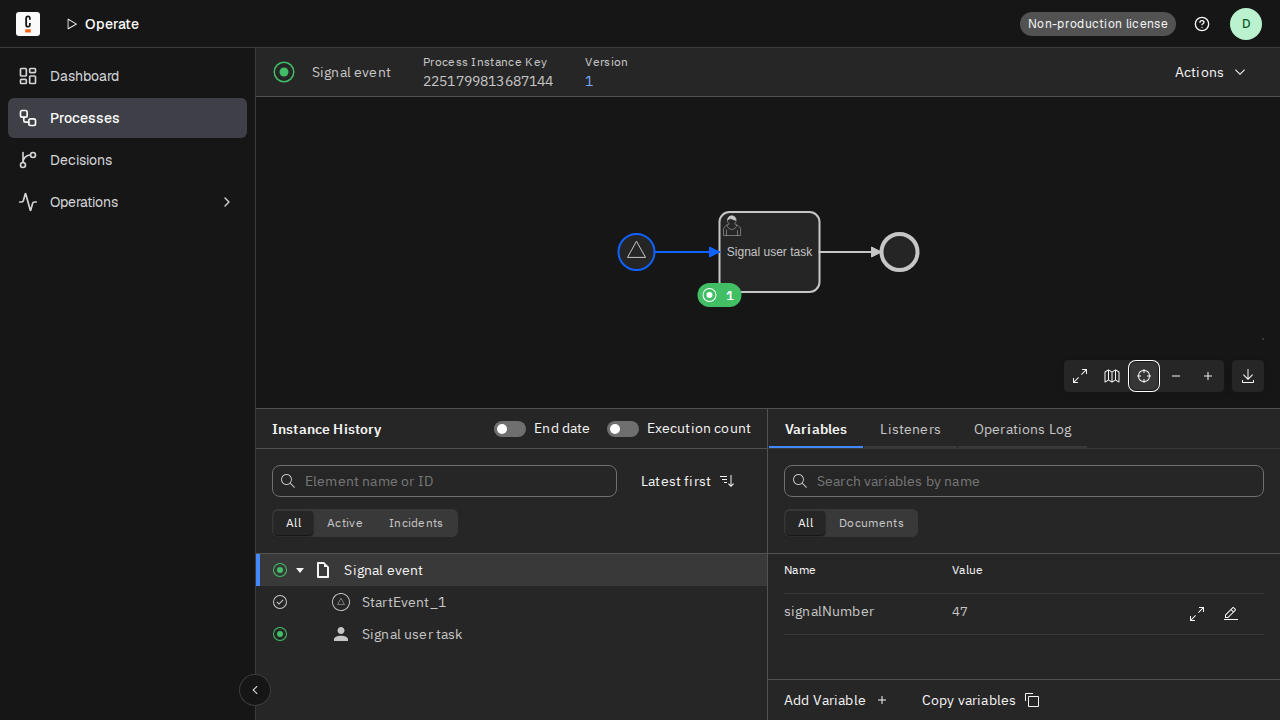 C
Operate
Non-production license
D
Dashboard
Processes
Decisions
Operations
Signal event
Process Instance Key
2251799813687144
Version
1
Actions
Signal user task
1
Instance History
End date
Execution count
Element name or ID
Latest first
All
Active
Incidents
Signal event
StartEvent_1
Signal user task
Variables
Listeners
Operations Log
Search variables by name
All
Documents
Name
Value
signalNumber
47
Add Variable
Copy variables